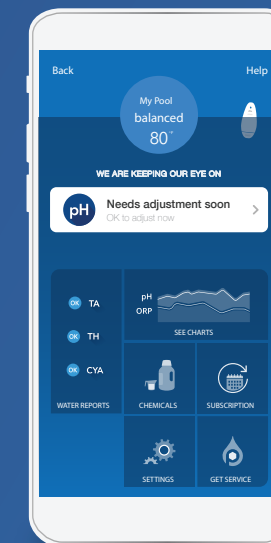 Back
Help
My Pool
balanced
80°
WE ARE KEEPING OUR EYE ON
pH
Needs adjustment soon
OK to adjust now
OK TA
OK TH
OK CYA
WATER REPORTS
pH
ORP
SEE CHARTS
CHEMICALS
SUBSCRIPTION
SETTINGS
GET SERVICE